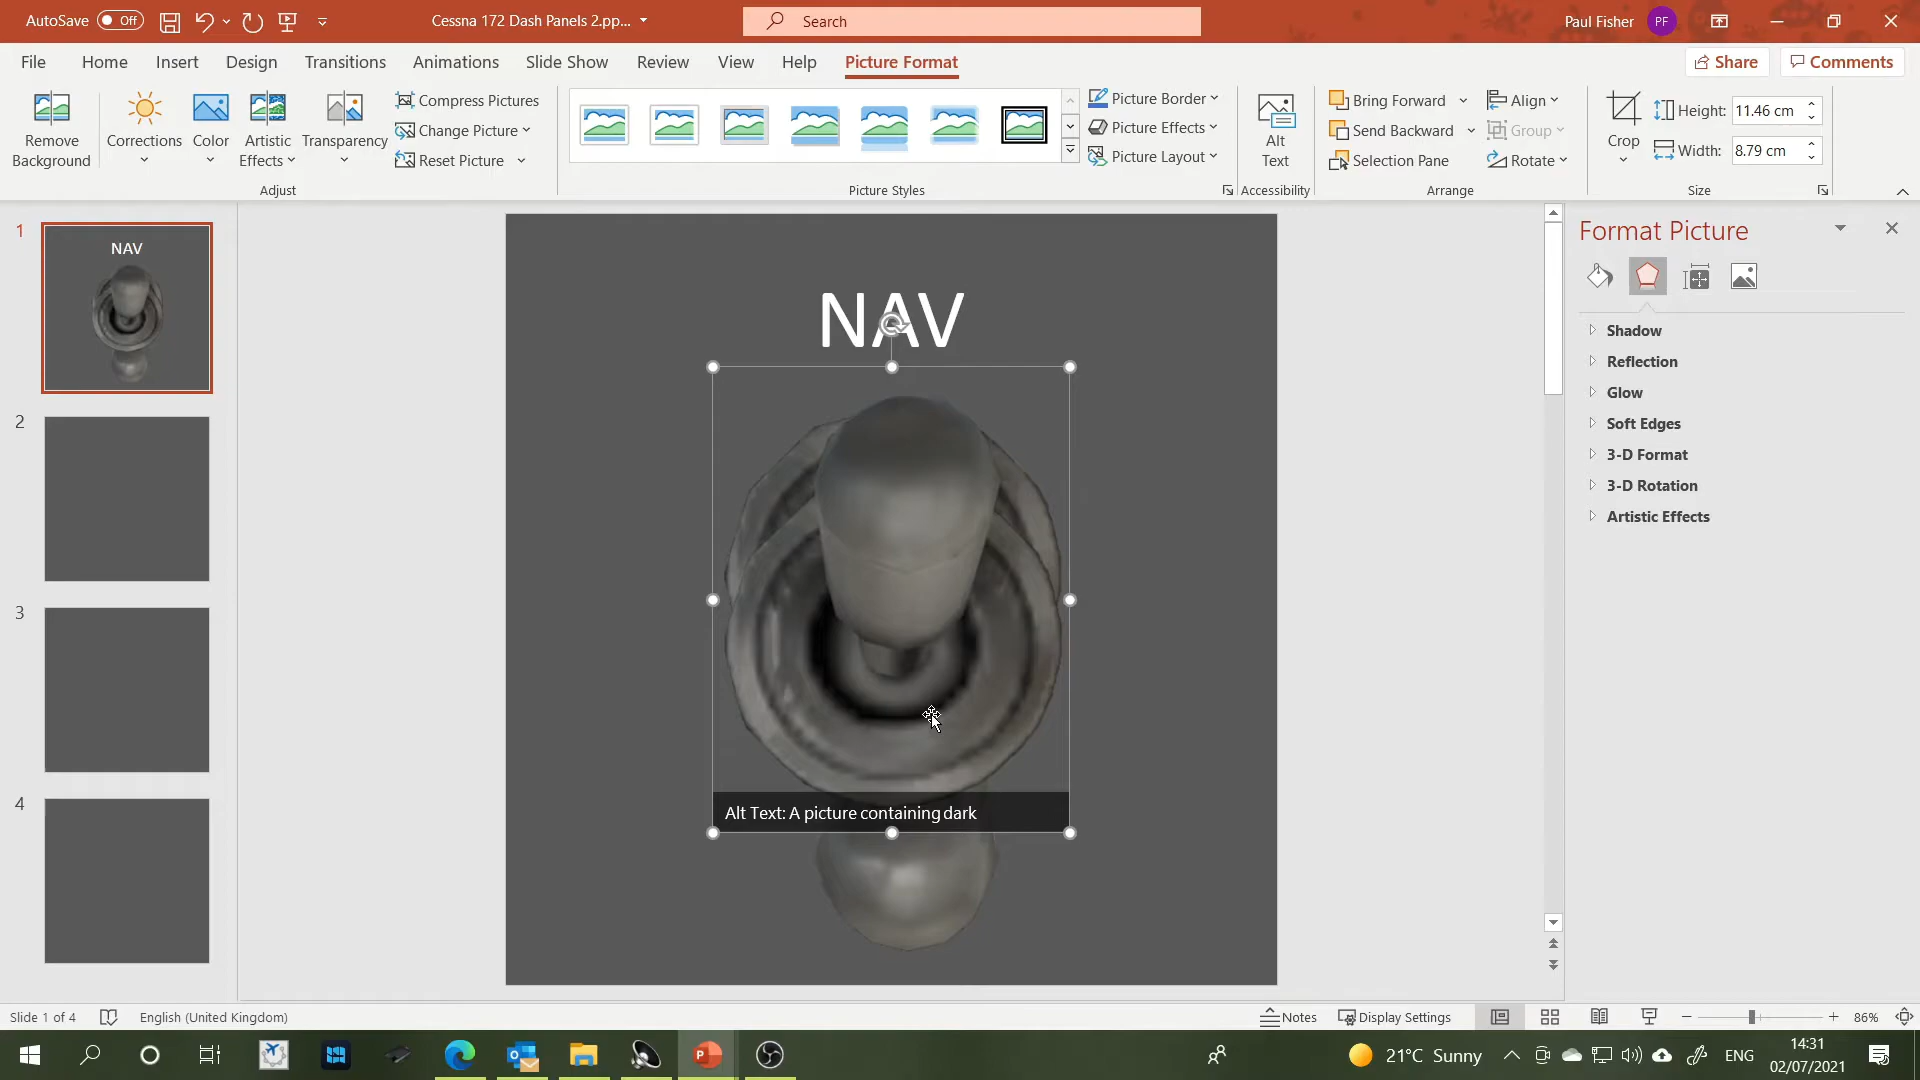 AutoSave Off
Cessna 172 Dash Panels 2.pp...
Search
Paul Fisher PF
File Home Insert Design Transitions Animations Slide Show Review View Help Picture Format
Share Comments
Remove Background
Corrections
Color
Artistic Effects
Transparency
Compress Pictures
Change Picture
Reset Picture
Adjust
Picture Styles
Picture Border
Picture Effects
Picture Layout
Alt Text
Accessibility
Bring Forward
Send Backward
Selection Pane
Align
Group
Rotate
Arrange
Crop
Height: 11.46 cm
Width: 8.79 cm
Size
1
NAV
2
3
4
NAV
Alt Text: A picture containing dark
Format Picture
Shadow
Reflection
Glow
Soft Edges
3-D Format
3-D Rotation
Artistic Effects
Slide 1 of 4 English (United Kingdom)
Notes Display Settings 86%
P
21°C Sunny ENG
14:31
02/07/2021